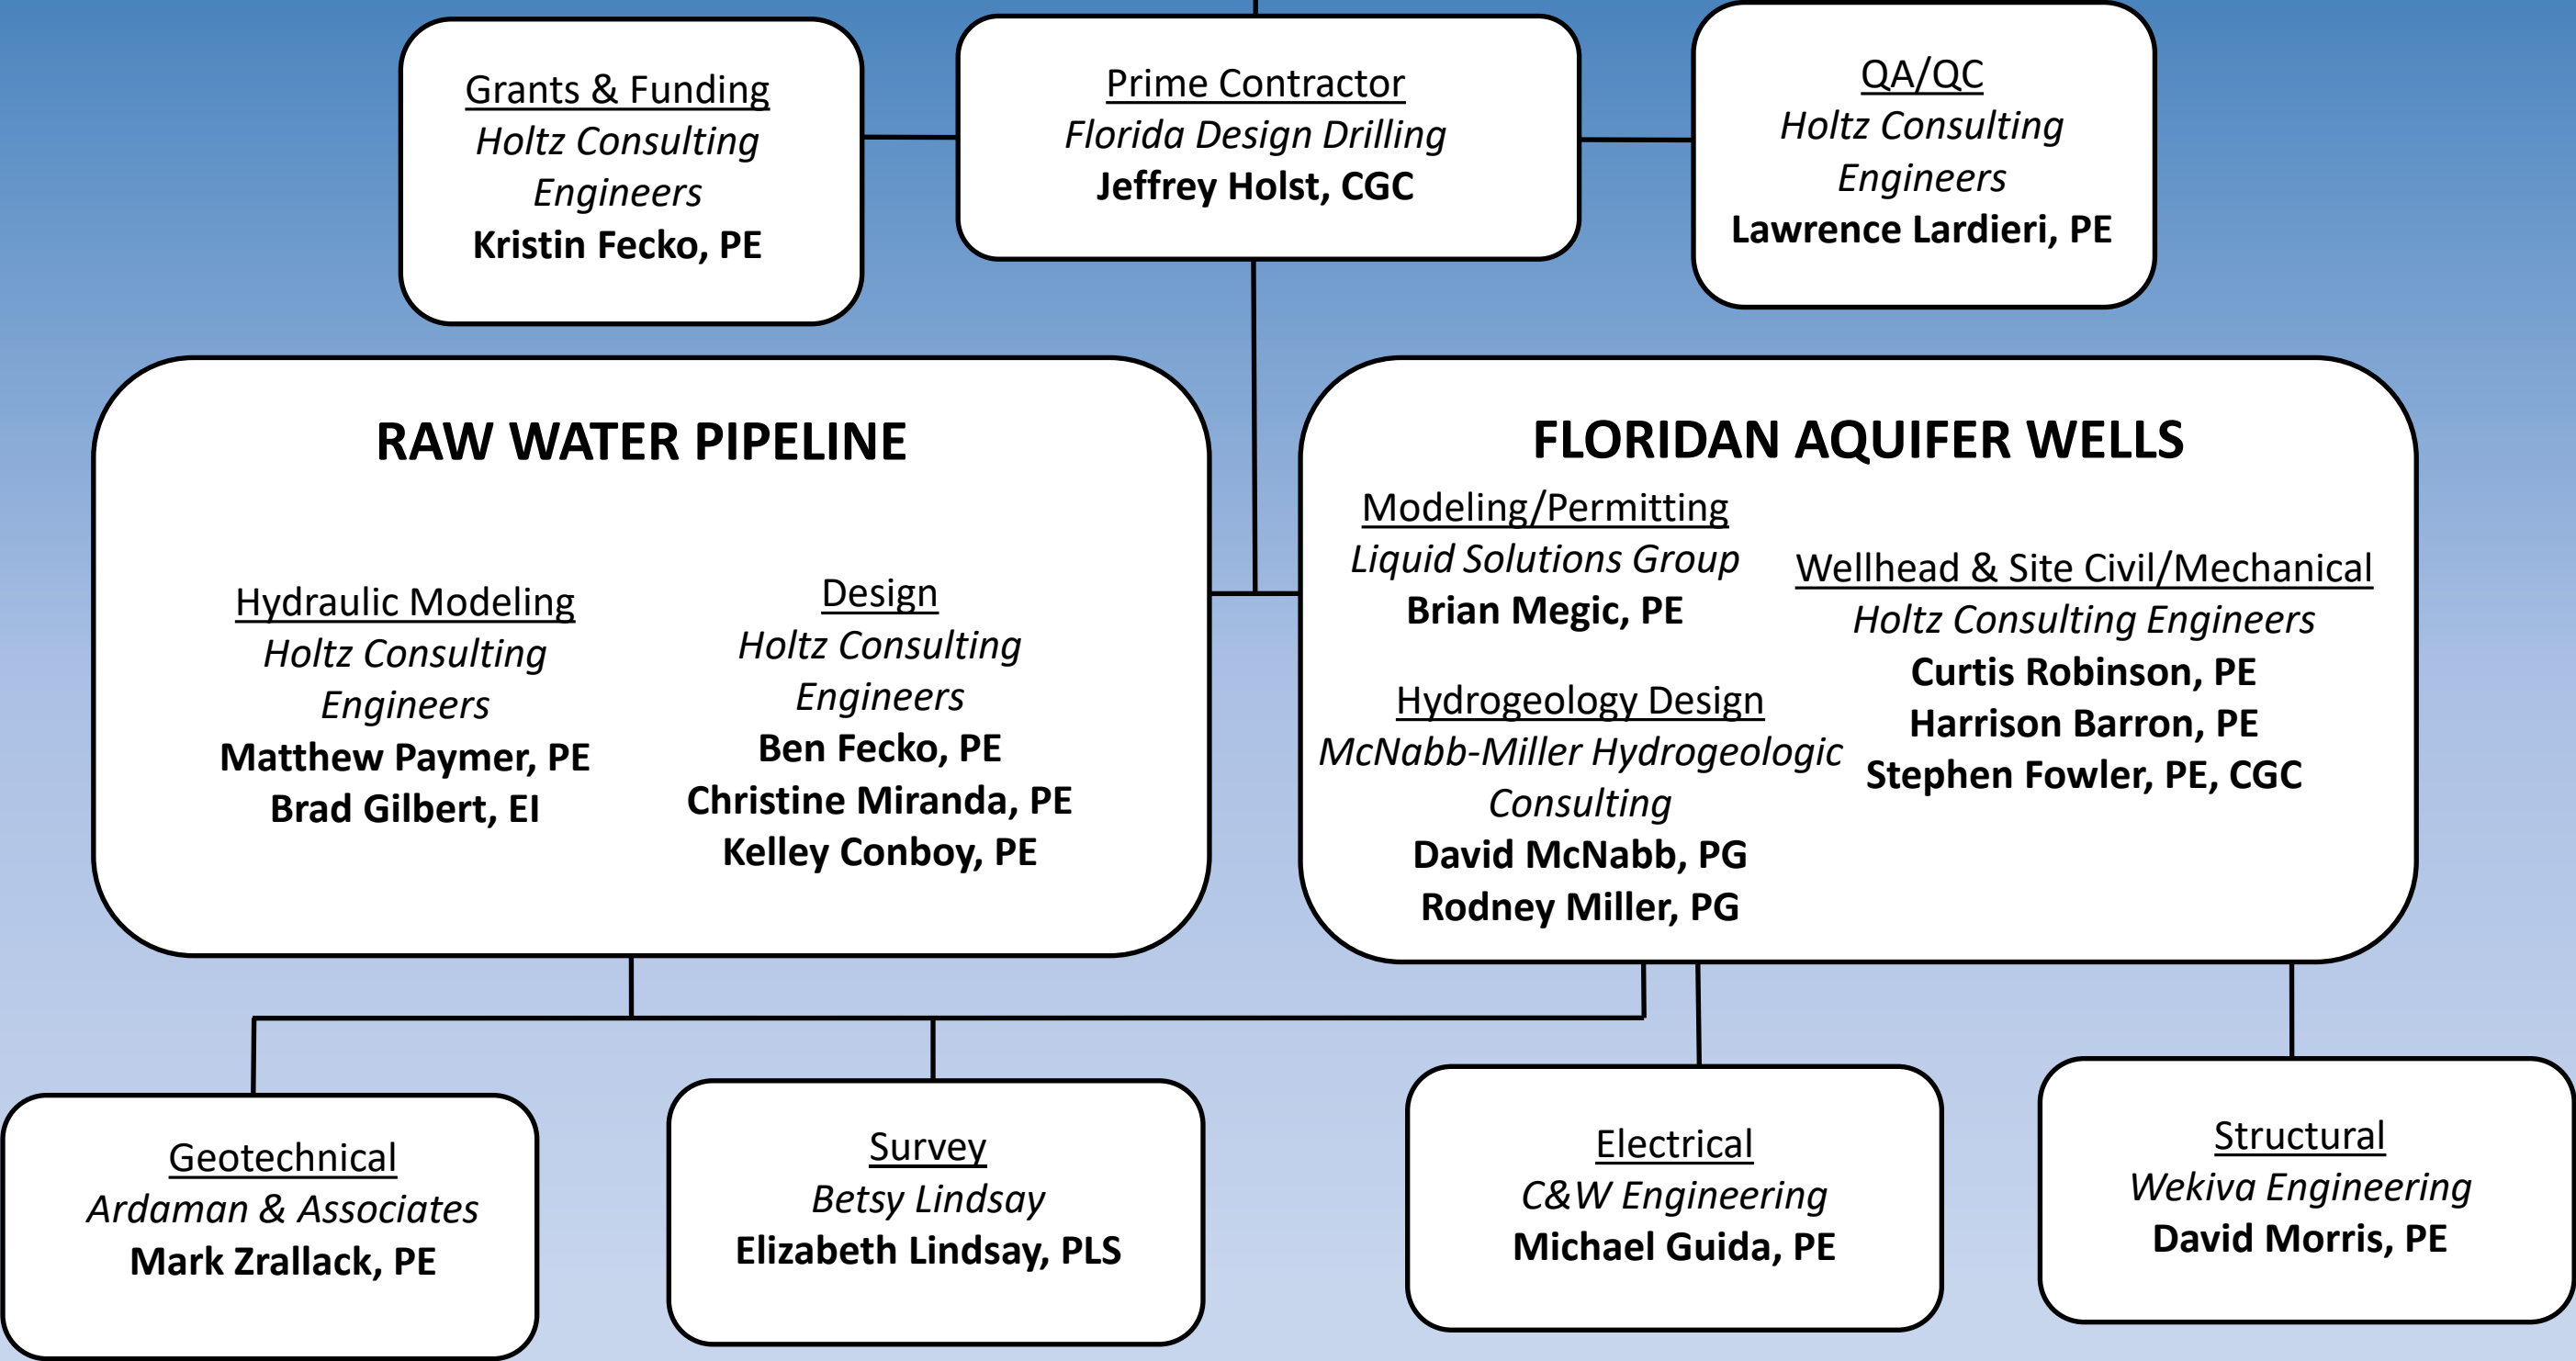 Grants & Funding
Holtz Consulting
Engineers
Kristin Fecko, PE
Prime Contractor
Florida Design Drilling
Jeffrey Holst, CGC
QA/QC
Holtz Consulting
Engineers
Lawrence Lardieri, PE
RAW WATER PIPELINE
Hydraulic Modeling
Holtz Consulting
Engineers
Matthew Paymer, PE
Brad Gilbert, EI
Design
Holtz Consulting
Engineers
Ben Fecko, PE
Christine Miranda, PE
Kelley Conboy, PE
FLORIDAN AQUIFER WELLS
Modeling/Permitting
Liquid Solutions Group
Brian Megic, PE
Hydrogeology Design
McNabb-Miller Hydrogeologic
Consulting
David McNabb, PG
Rodney Miller, PG
Wellhead & Site Civil/Mechanical
Holtz Consulting Engineers
Curtis Robinson, PE
Harrison Barron, PE
Stephen Fowler, PE, CGC
Geotechnical
Ardaman & Associates
Mark Zrallack, PE
Survey
Betsy Lindsay
Elizabeth Lindsay, PLS
Electrical
C&W Engineering
Michael Guida, PE
Structural
Wekiva Engineering
David Morris, PE